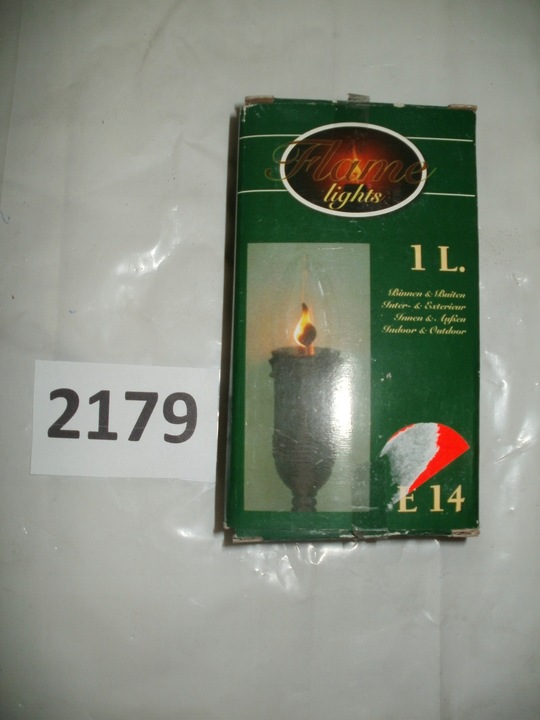 Flame
lights
1 L.
Binnen & Buiten
Inter- & Exterieur
Innen & Außen
Indoor & Outdoor
2179
E 14